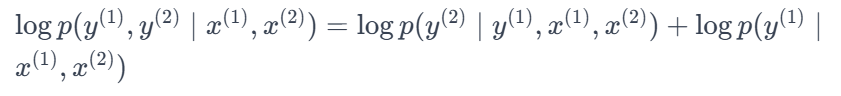 log p(y⁽¹⁾, y⁽²⁾ | x⁽¹⁾, x⁽²⁾) = log p(y⁽²⁾ | y⁽¹⁾, x⁽¹⁾, x⁽²⁾) + log p(y⁽¹⁾ |
x⁽¹⁾, x⁽²⁾)